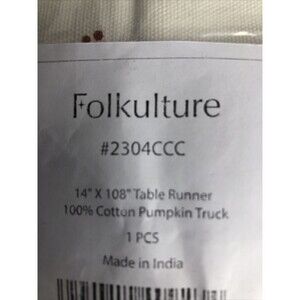 Folkulture
#2304CCC
14" X 108" Table Runner
100% Cotton Pumpkin Truck
1 PCS
Made in India